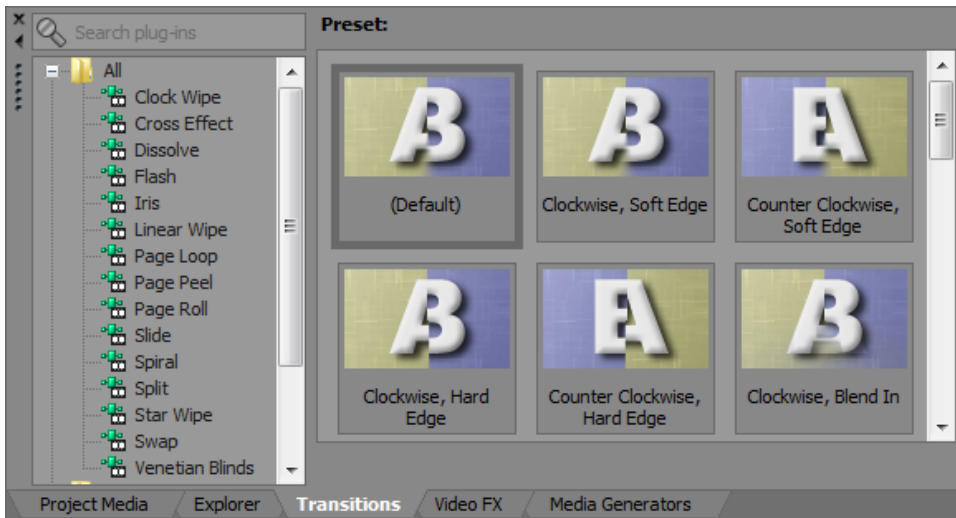 Search plug-ins
All
Clock Wipe
Cross Effect
Dissolve
Flash
Iris
Linear Wipe
Page Loop
Page Peel
Page Roll
Slide
Spiral
Split
Star Wipe
Swap
Venetian Blinds
Preset:
(Default)
Clockwise, Soft Edge
Counter Clockwise,
Soft Edge
Clockwise, Hard
Edge
Counter Clockwise,
Hard Edge
Clockwise, Blend In
Project Media
Explorer
Transitions
Video FX
Media Generators